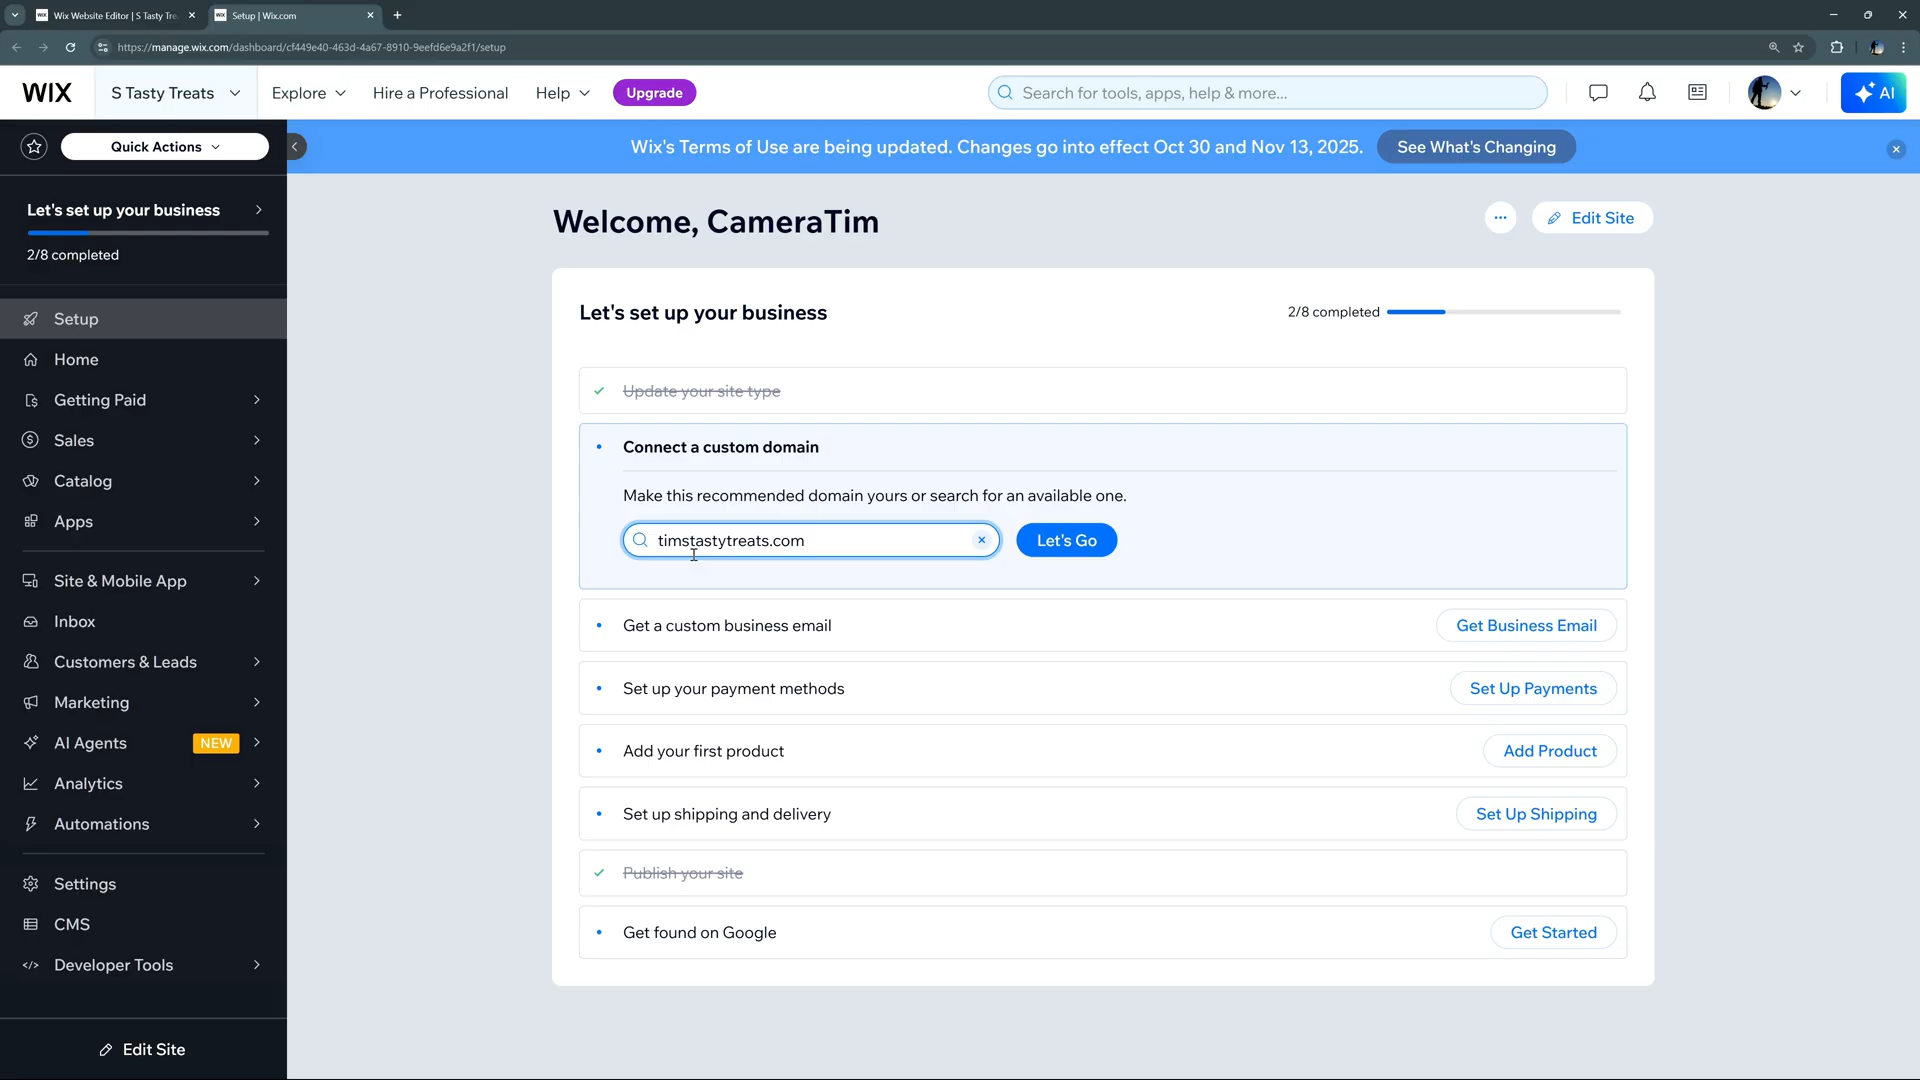 Wix Website Editor | S Tasty Tre
Setup | Wix.com
https://manage.wix.com/dashboard/cf449e40-463d-4a67-8910-9eefd6e9a2f1/setup
WIX
S Tasty Treats
Explore
Hire a Professional
Help
Upgrade
Search for tools, apps, help & more...
AI
Quick Actions
Wix's Terms of Use are being updated. Changes go into effect Oct 30 and Nov 13, 2025.
See What's Changing
Let's set up your business
2/8 completed
Setup
Home
Getting Paid
Sales
Catalog
Apps
Site & Mobile App
Inbox
Customers & Leads
Marketing
AI Agents
NEW
Analytics
Automations
Settings
CMS
Developer Tools
Edit Site
Welcome, CameraTim
Edit Site
Let's set up your business
2/8 completed
Update your site type
Connect a custom domain
Make this recommended domain yours or search for an available one.
timstastytreats.com
Let's Go
Get a custom business email
Get Business Email
Set up your payment methods
Set Up Payments
Add your first product
Add Product
Set up shipping and delivery
Set Up Shipping
Publish your site
Get found on Google
Get Started